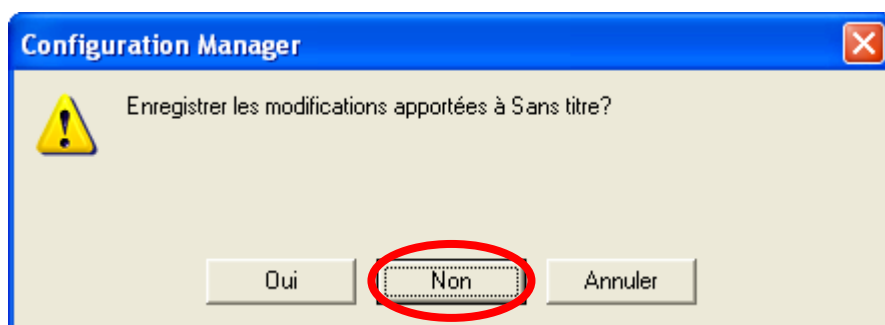 Configuration Manager
Enregistrer les modifications apportées à Sans titre?
Oui Non Annuler